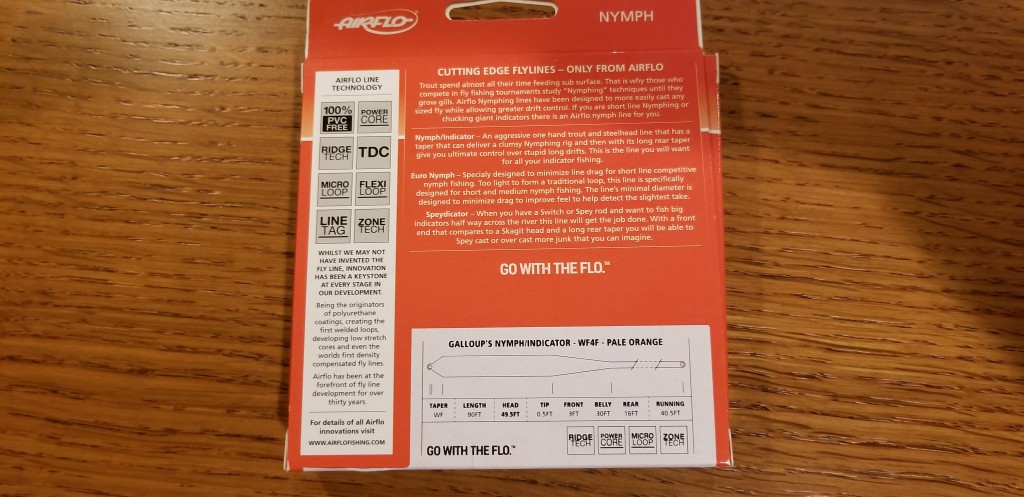 AIRFLO
NYMPH
AIRFLO LINE
TECHNOLOGY
100%
PVC
FREE
POWER
CORE
RIDGE
TECH
TDC
MICRO
LOOP
FLEXI
LOOP
LINE
TAG
ZONE
TECH
WHILST WE MAY NOT
HAVE INVENTED THE
FLY LINE, INNOVATION
HAS BEEN A KEYSTONE
AT EVERY STAGE IN
OUR DEVELOPMENT.
Being the originators
of polyurethane
coatings, creating the
first welded loops,
developing low stretch
cores and even the
worlds first density
compensated fly lines.
Airflo has been at the
forefront of fly line
development for over
thirty years.
For details of all Airflo
innovations visit
WWW.AIRFLOFISHING.COM
CUTTING EDGE FLYLINES – ONLY FROM AIRFLO
Trout spend almost all their time feeding sub surface. That is why those who
compete in fly fishing tournaments study "Nymphing" techniques until they
grow gills. Airflo Nymphing lines have been designed to more easily cast any
sized fly while allowing greater drift control. If you are short line Nymphing or
chucking giant indicators there is an Airflo nymph line for you.
Nymph/Indicator – An aggressive one hand trout and steelhead line that has a
taper that can deliver a clumsy Nymphing rig and then with its long rear taper
give you ultimate control over stupid long drifts. This is the line you will want
for all your indicator fishing.
Euro Nymph – Specialy designed to minimize line drag for short line competitive
nymph fishing. Too light to form a traditional loop, this line is specifically
designed for short and medium nymph fishing. The line's minimal diameter is
designed to minimize drag to improve feel to help detect the slightest take.
Speydicator – When you have a Switch or Spey rod and want to fish big
indicators half way across the river this line will get the job done. With a front
end that compares to a Skagit head and a long rear taper you will be able to
Spey cast or over cast more junk that you can imagine.
GO WITH THE FLO.™
GALLOUP'S NYMPH/INDICATOR - WF4F - PALE ORANGE
TAPER LENGTH HEAD TIP FRONT BELLY REAR RUNNING
WF 90FT 49.5FT 0.5FT 3FT 30FT 16FT 40.5FT
GO WITH THE FLO.™
RIDGE
TECH
POWER
CORE
MICRO
LOOP
ZONE
TECH